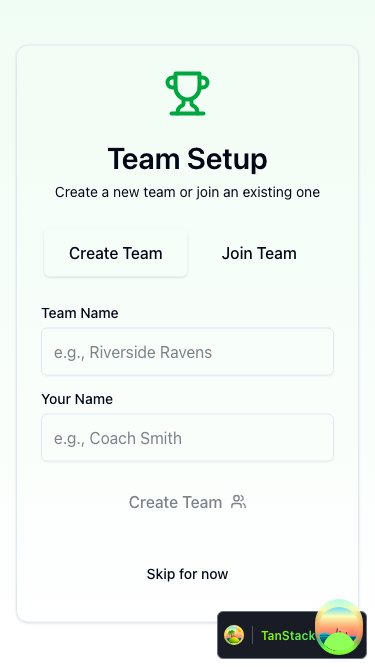 Team Setup
Create a new team or join an existing one
Create Team
Join Team
Team Name
e.g., Riverside Ravens
Your Name
e.g., Coach Smith
Create Team
Skip for now
TanStack